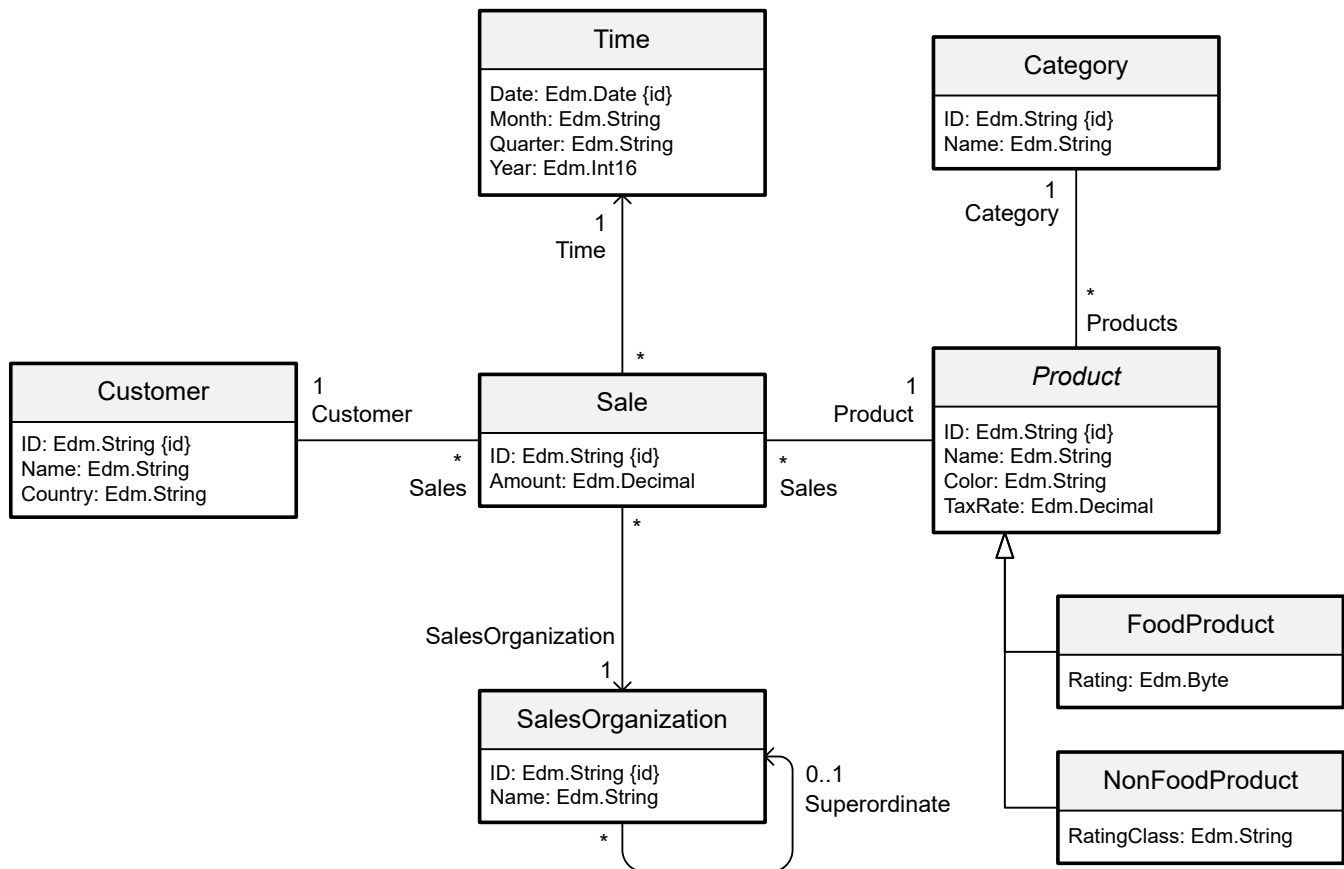 Time
Date: Edm.Date {id}
Month: Edm.String
Quarter: Edm.String
Year: Edm.Int16
Category
ID: Edm.String {id}
Name: Edm.String
1
Time
*
1
Category
*
Products
Customer
ID: Edm.String {id}
Name: Edm.String
Country: Edm.String
1
Customer
*
Sales
Sale
ID: Edm.String {id}
Amount: Edm.Decimal
1
Product
*
Sales
Product
ID: Edm.String {id}
Name: Edm.String
Color: Edm.String
TaxRate: Edm.Decimal
*
SalesOrganization
1
SalesOrganization
ID: Edm.String {id}
Name: Edm.String
*
0..1
Superordinate
FoodProduct
Rating: Edm.Byte
NonFoodProduct
RatingClass: Edm.String